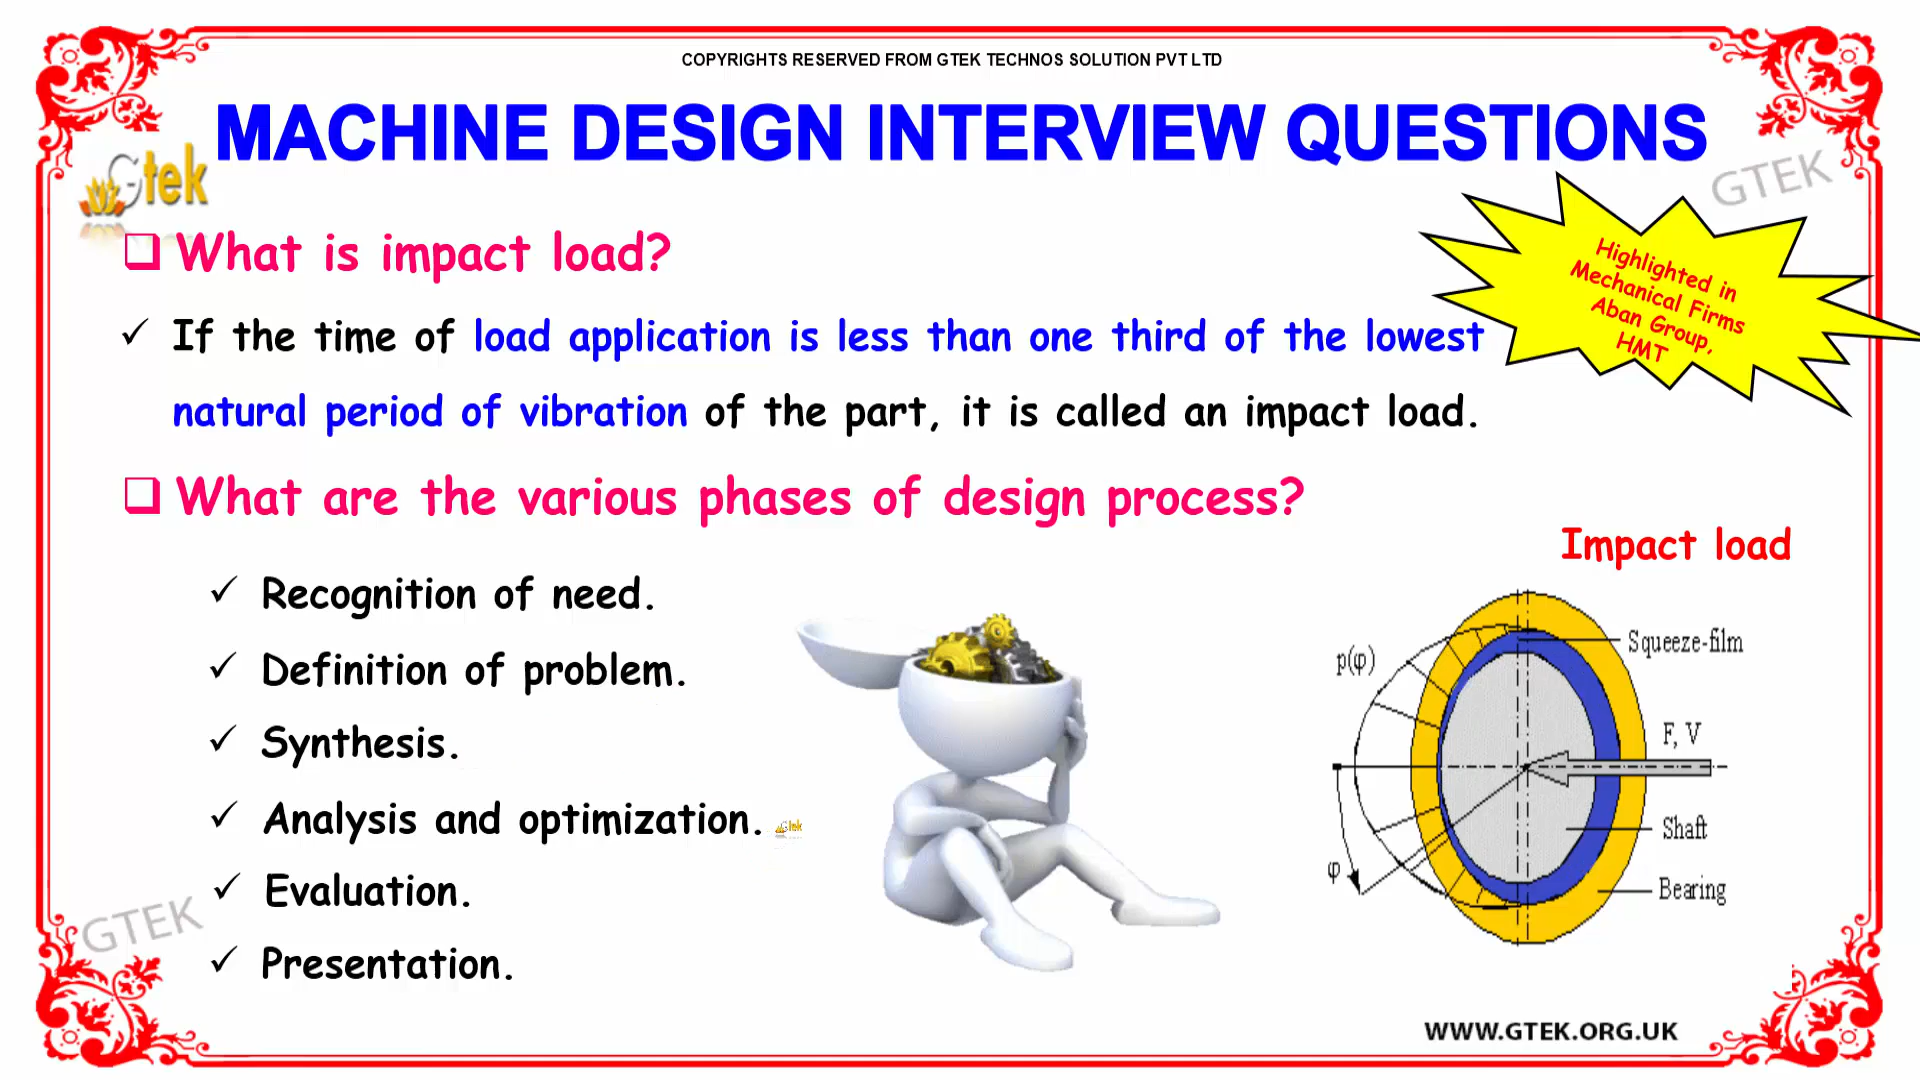 COPYRIGHTS RESERVED FROM GTEK TECHNOS SOLUTION PVT LTD
MACHINE DESIGN INTERVIEW QUESTIONS
Gtek
GTEK
What is impact load?
Highlighted in
Mechanical Firms
Aban Group,
HMT
If the time of load application is less than one third of the lowest
natural period of vibration of the part, it is called an impact load.
What are the various phases of design process?
Impact load
Recognition of need.
Definition of problem.
Synthesis.
Analysis and optimization.
Gtek
Evaluation.
Presentation.
p(φ)
Squeeze-film
F, V
Shaft
φ
Bearing
GTEK
WWW.GTEK.ORG.UK